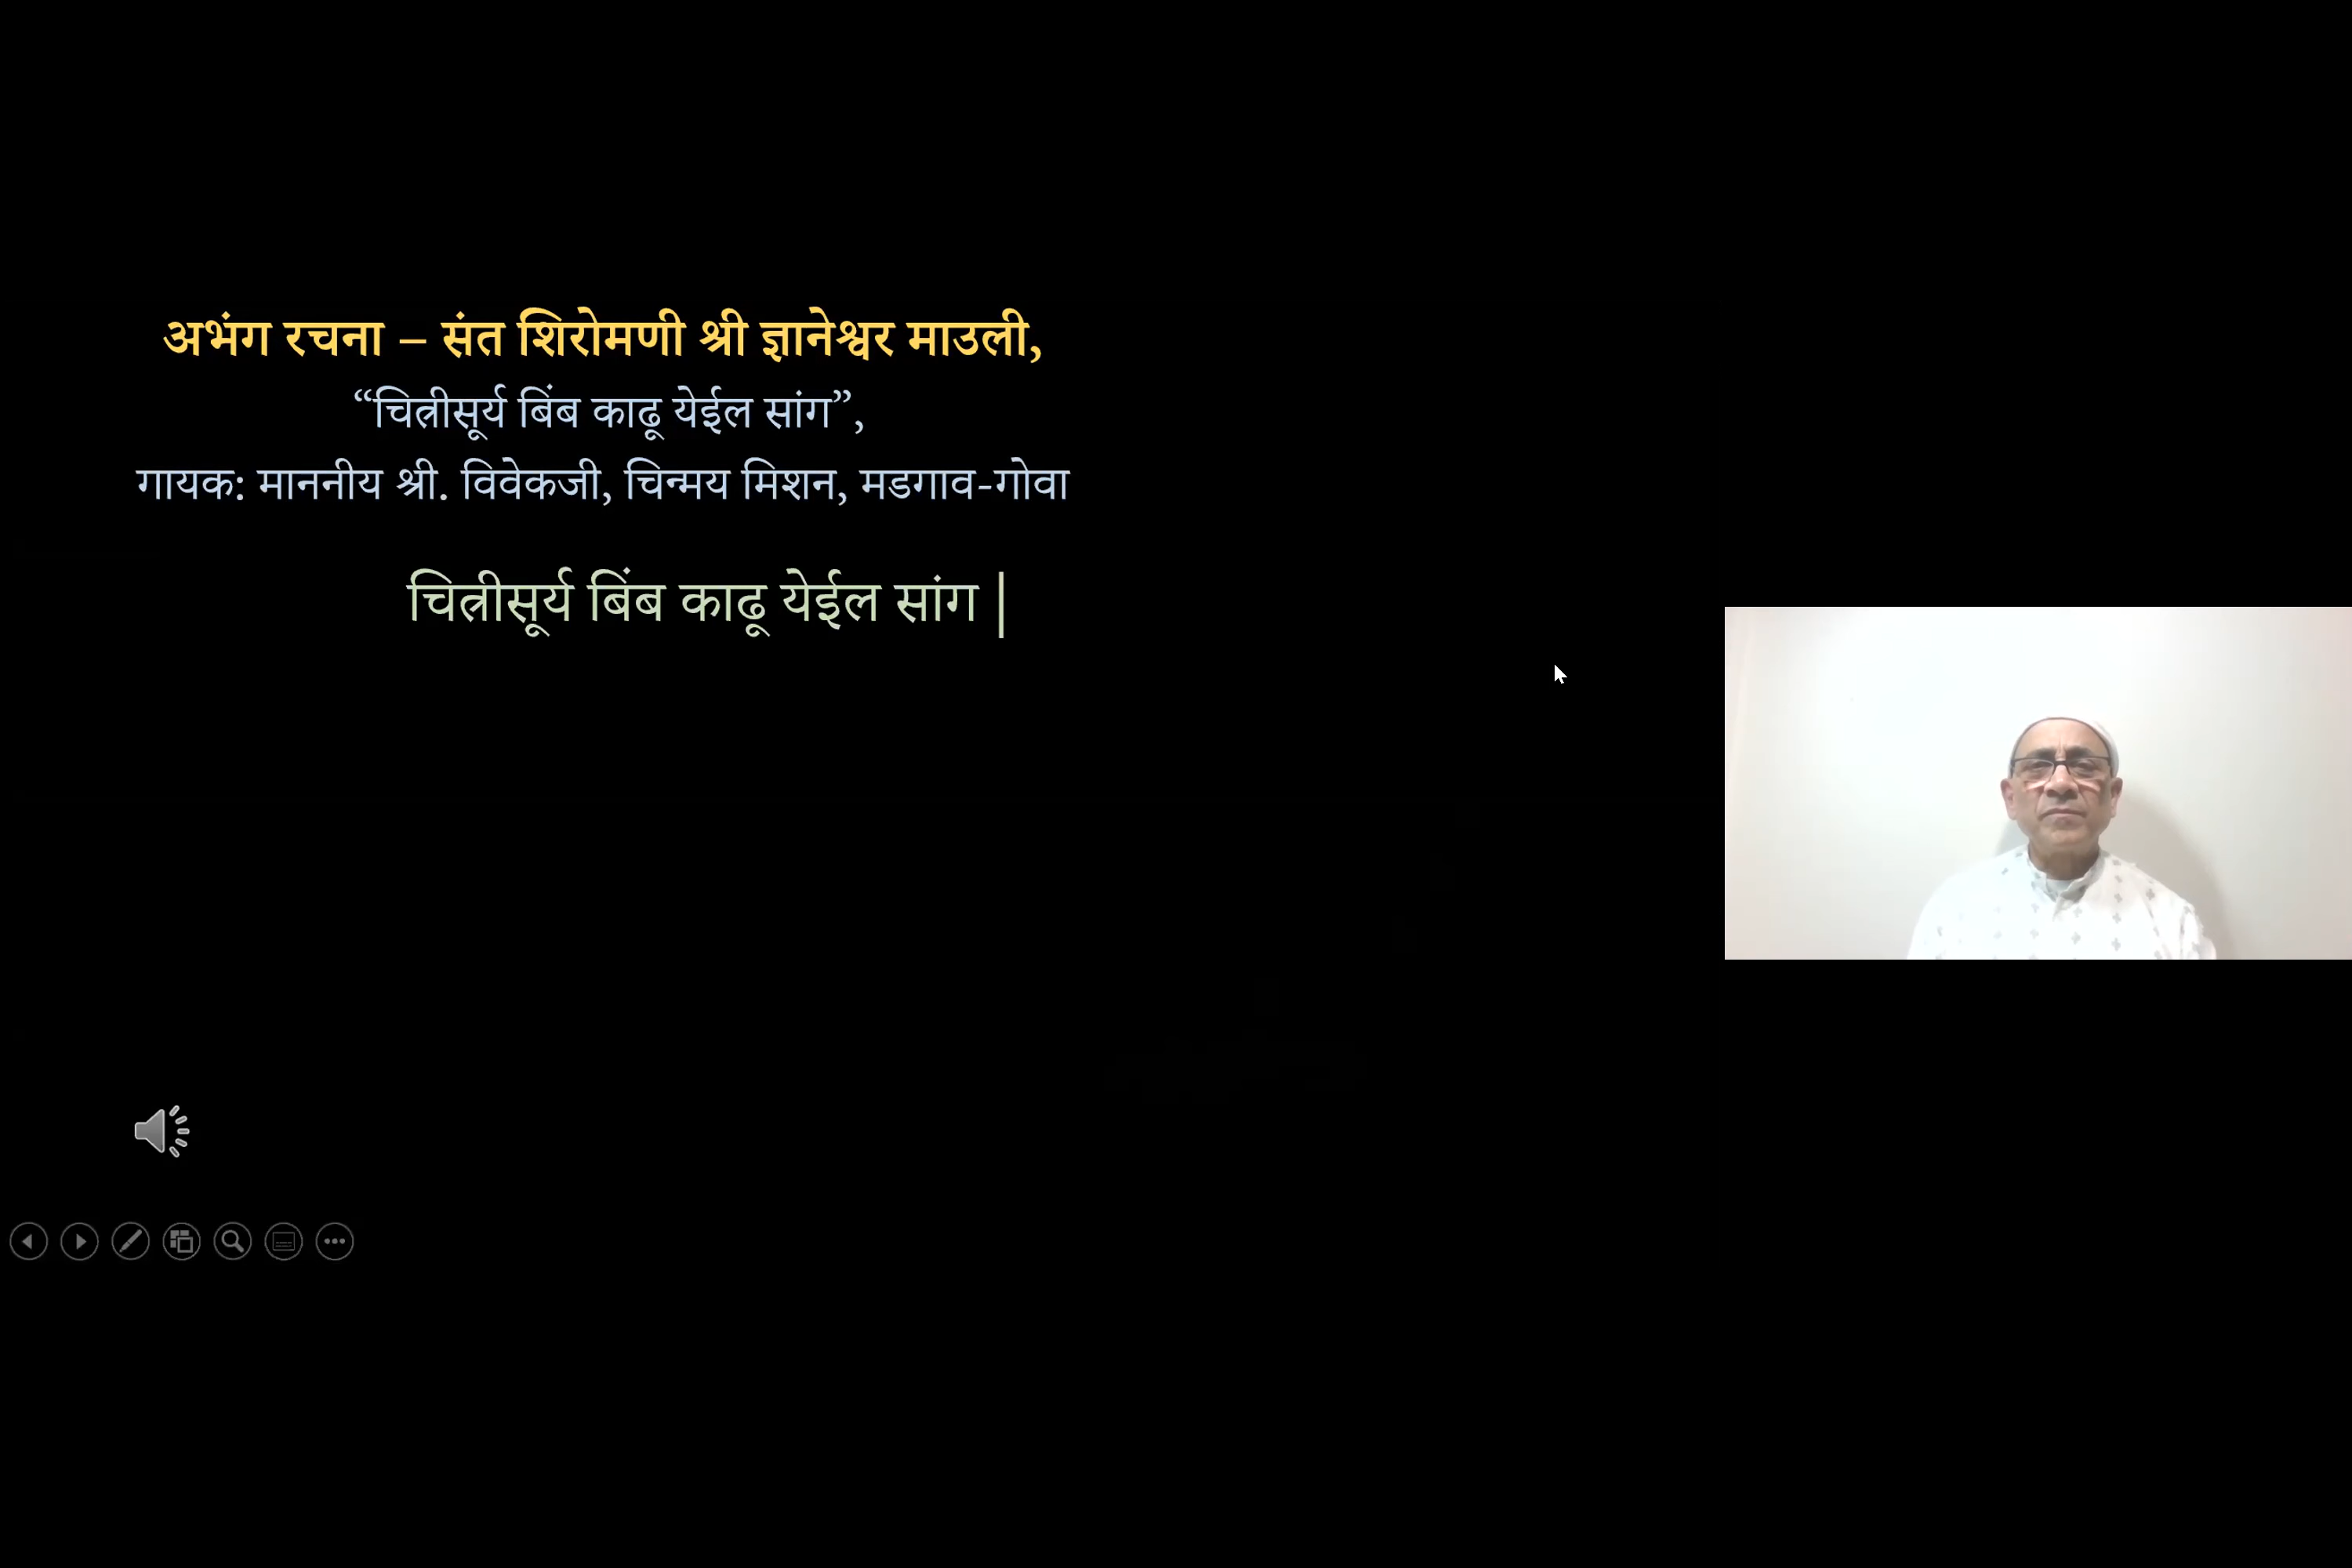 अभंग रचना – संत शिरोमणी श्री ज्ञानेश्वर माउली,
“चित्रीसूर्य बिंब काढू येईल सांग”,
गायक: माननीय श्री. विवेकजी, चिन्मय मिशन, मडगाव-गोवा
चित्रीसूर्य बिंब काढू येईल सांग |